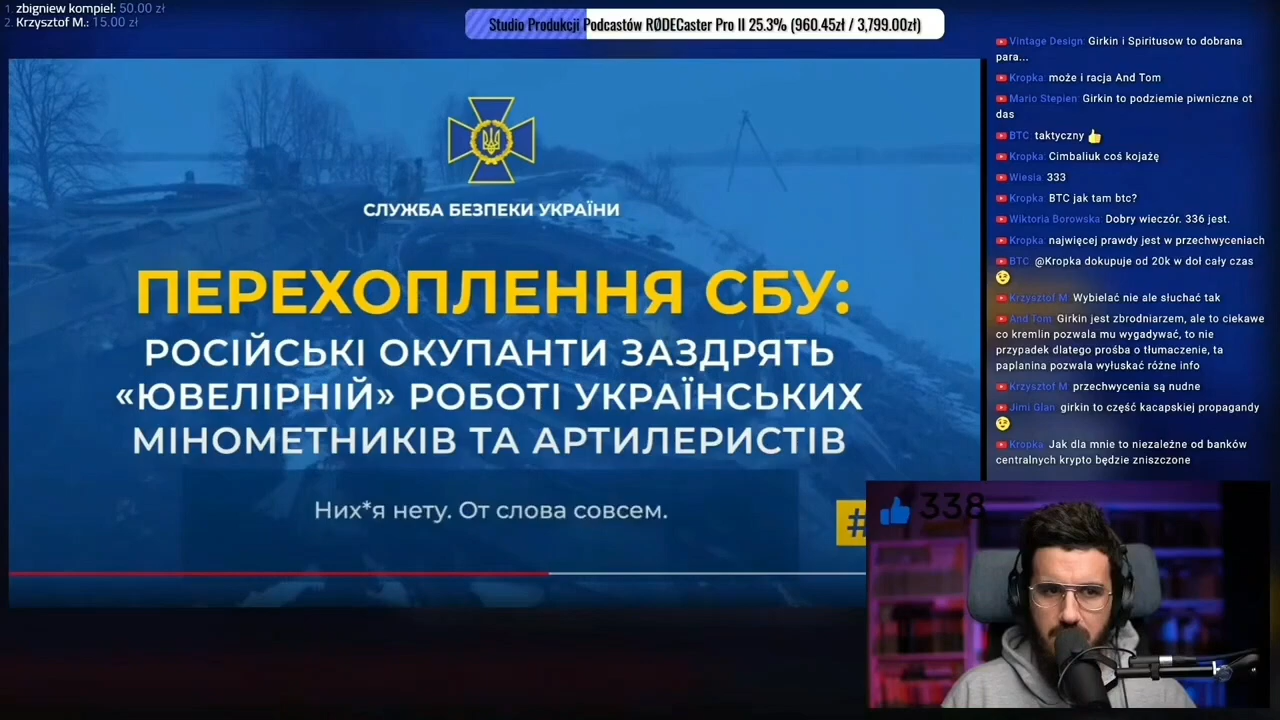 1. zbigniew kompiel: 50.00 zł
2. Krzysztof M.: 15.00 zł
Studio Produkcji Podcastów RØDECaster Pro II 25.3% (960.45zł / 3,799.00zł)
СЛУЖБА БЕЗПЕКИ УКРАЇНИ
ПЕРЕХОПЛЕННЯ СБУ:
РОСІЙСЬКІ ОКУПАНТИ ЗАЗДРЯТЬ
«ЮВЕЛІРНІЙ» РОБОТІ УКРАЇНСЬКИХ
МІНОМЕТНИКІВ ТА АРТИЛЕРИСТІВ
Них*я нету. От слова совсем.
#
Vintage Design: Girkin i Spiritusow to dobrana
para...
Kropka: może i racja And Tom
Mario Stepien: Girkin to podziemie piwniczne ot
das
BTC: taktyczny 👍
Kropka: Cimbaliuk coś kojażę
Wiesia: 333
Kropka: BTC jak tam btc?
Wiktoria Borowska: Dobry wieczór. 336 jest.
Kropka: najwięcej prawdy jest w przechwyceniach
BTC: @Kropka dokupuje od 20k w doł cały czas
😉
Krzysztof M: Wybielać nie ale słuchać tak
And Tom: Girkin jest zbrodniarzem, ale to ciekawe
co kremlin pozwala mu wygadywać, to nie
przypadek dlatego prośba o tłumaczenie, ta
paplanina pozwala wyłuskać różne info
Krzysztof M: przechwycenia są nudne
Jimi Glan: girkin to część kacapskiej propagandy
😉
Kropka: Jak dla mnie to niezależne od banków
centralnych krypto będzie zniszczone
338